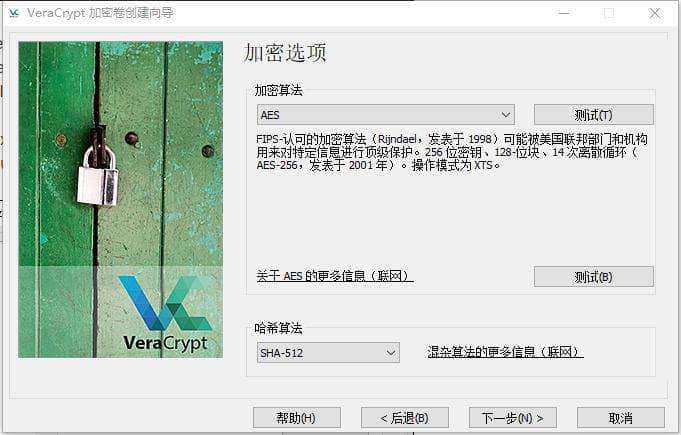 VeraCrypt 加密卷创建向导
加密选项
加密算法
AES
测试(T)
FIPS-认可的加密算法（Rijndael，发表于 1998）可能被美国联邦部门和机构
用来对特定信息进行顶级保护。256 位密钥、128-位块、14 次离散循环（
AES-256，发表于 2001 年）。操作模式为 XTS。
关于 AES 的更多信息（联网）
测试(B)
VeraCrypt
哈希算法
SHA-512
混杂算法的更多信息（联网）
帮助(H)
< 后退(B)
下一步(N) >
取消